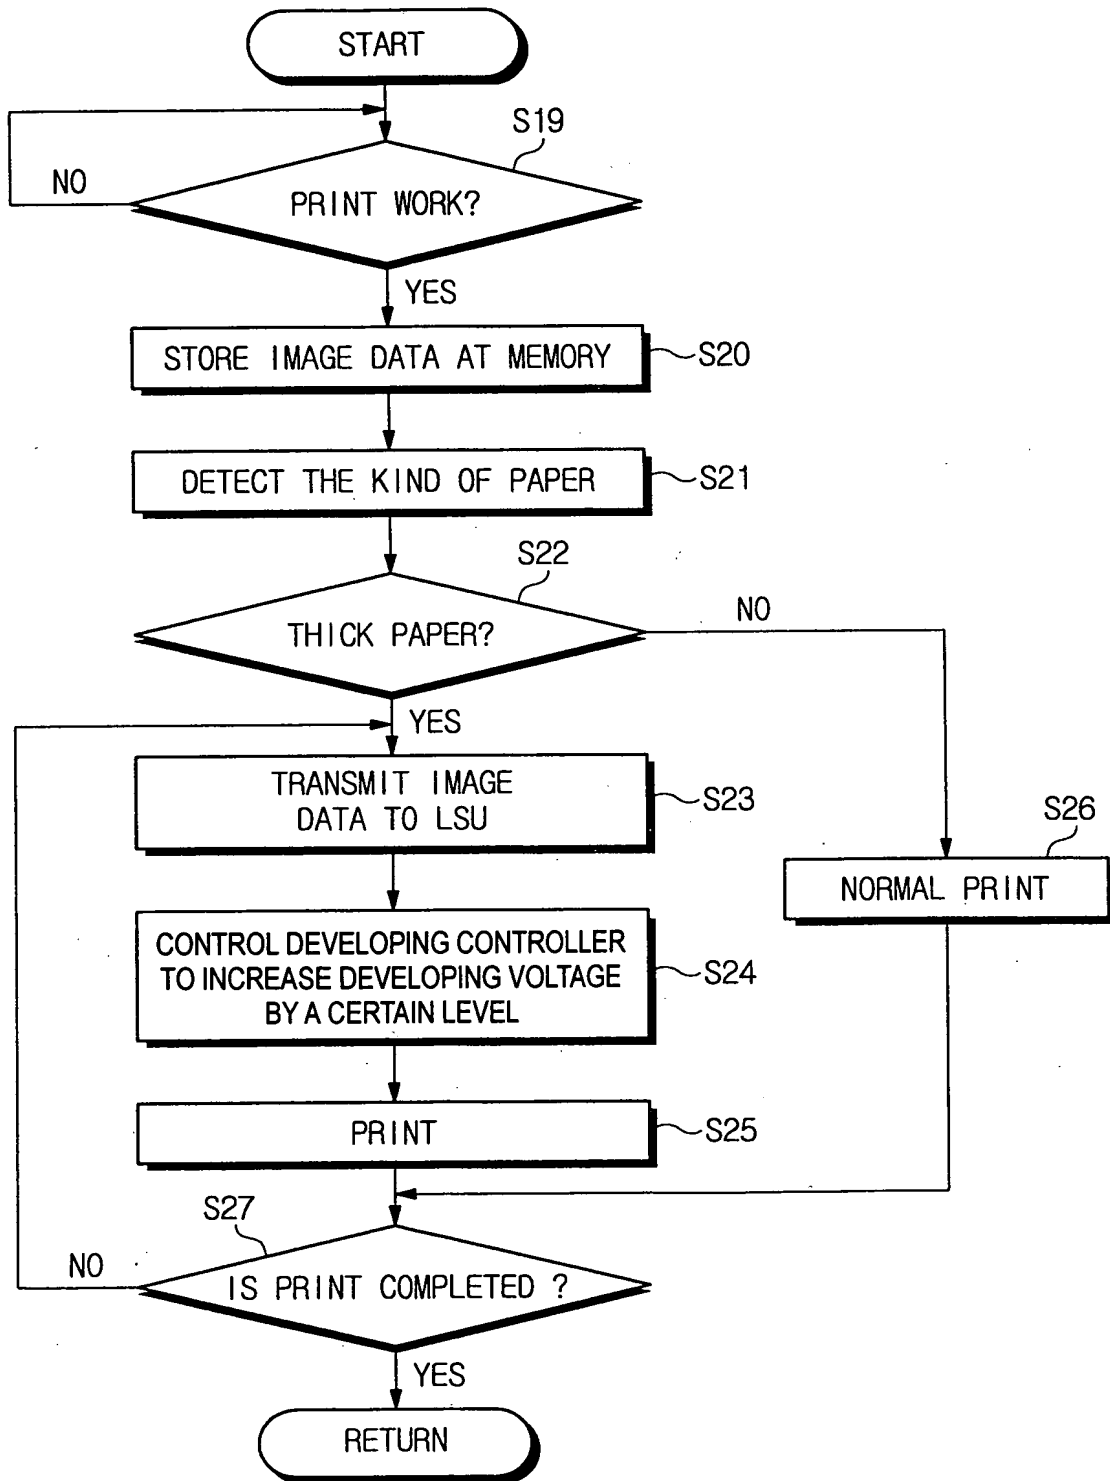 START
S19
NO
PRINT WORK?
YES
STORE IMAGE DATA AT MEMORY
S20
DETECT THE KIND OF PAPER
S21
S22
THICK PAPER?
NO
YES
TRANSMIT IMAGE
DATA TO LSU
S23
S26
NORMAL PRINT
CONTROL DEVELOPING CONTROLLER
TO INCREASE DEVELOPING VOLTAGE
BY A CERTAIN LEVEL
S24
PRINT
S25
S27
NO
IS PRINT COMPLETED ?
YES
RETURN